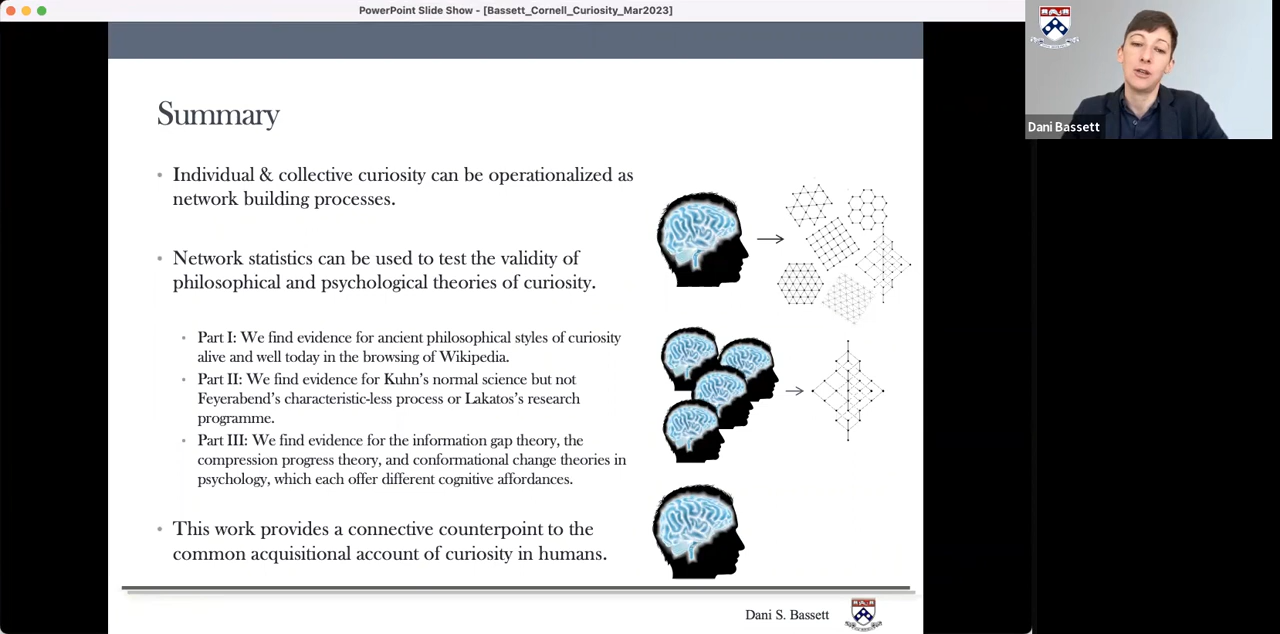 PowerPoint Slide Show - [Bassett_Cornell_Curiosity_Mar2023]
Summary
• Individual & collective curiosity can be operationalized as
network building processes.
• Network statistics can be used to test the validity of
philosophical and psychological theories of curiosity.
• Part I: We find evidence for ancient philosophical styles of curiosity
alive and well today in the browsing of Wikipedia.
• Part II: We find evidence for Kuhn's normal science but not
Feyerabend's characteristic-less process or Lakatos's research
programme.
• Part III: We find evidence for the information gap theory, the
compression progress theory, and conformational change theories in
psychology, which each offer different cognitive affordances.
• This work provides a connective counterpoint to the
common acquisitional account of curiosity in humans.
Dani S. Bassett
Dani Bassett